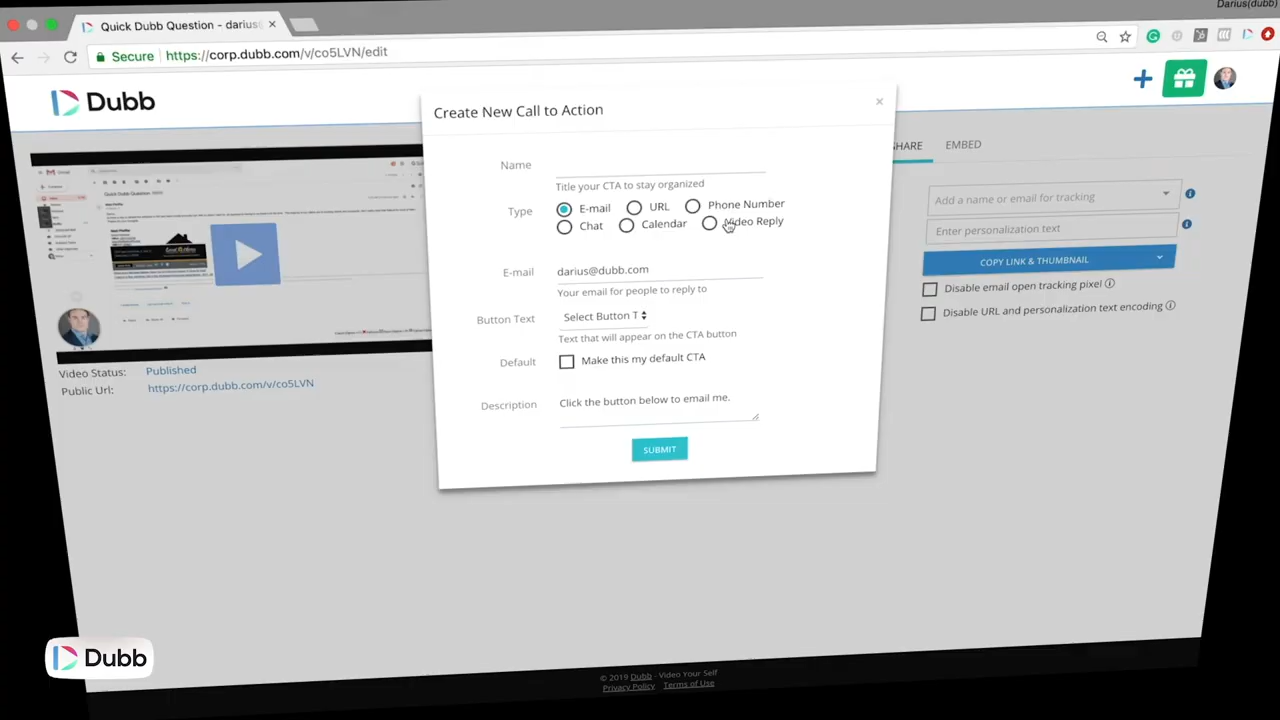 Darius(dubb)
Quick Dubb Question - darius
Secure https://corp.dubb.com/v/co5LVN/edit
Dubb
Create New Call to Action
×
SHARE EMBED
Name
Title your CTA to stay organized
Type E-mail URL Phone Number
Chat Calendar Video Reply
E-mail darius@dubb.com
Your email for people to reply to
Button Text Select Button T
Text that will appear on the CTA button
Default Make this my default CTA
Description Click the button below to email me.
SUBMIT
Add a name or email for tracking
Enter personalization text
COPY LINK & THUMBNAIL
Disable email open tracking pixel
Disable URL and personalization text encoding
Video Status: Published
Public Url: https://corp.dubb.com/v/co5LVN
Dubb
© 2019 Dubb - Video Your Self
Privacy Policy Terms of Use